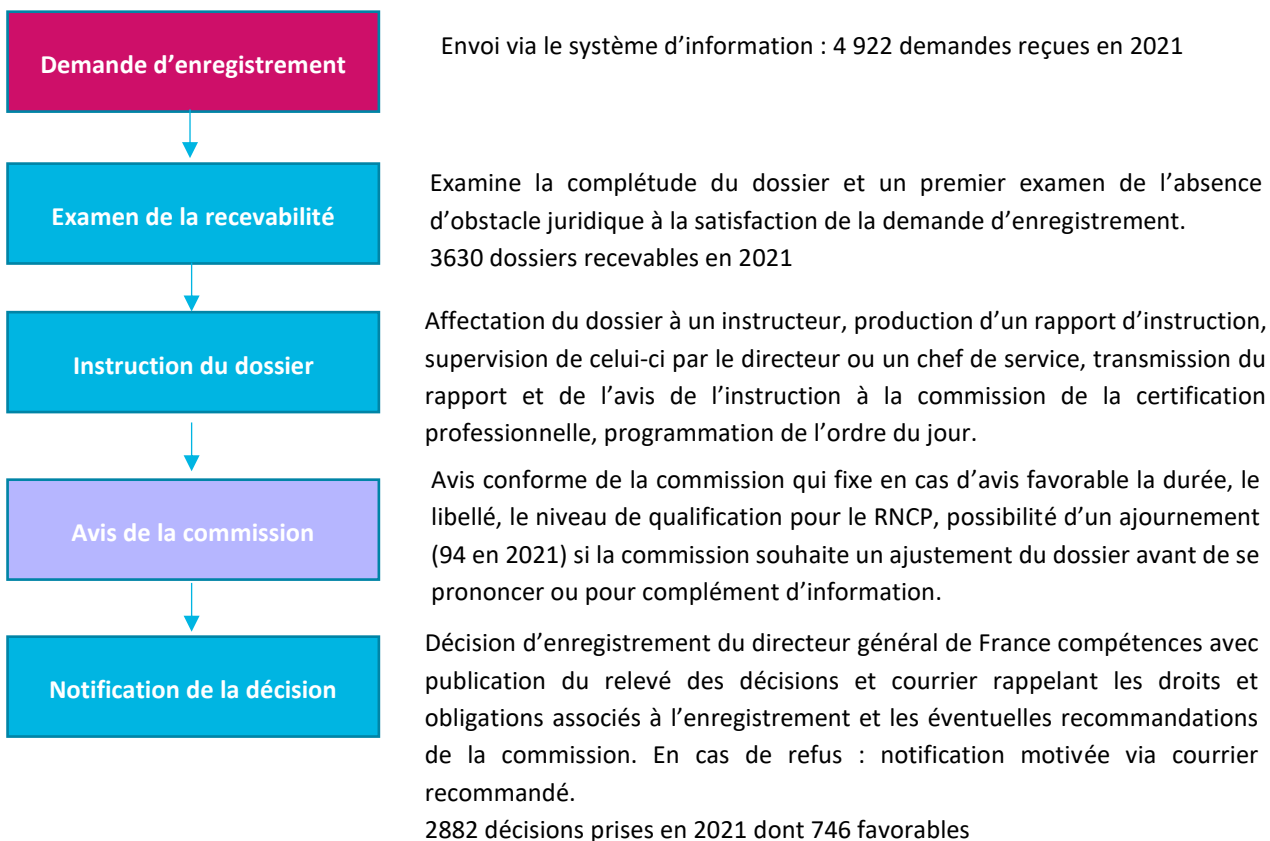 Demande d’enregistrement
Envoi via le système d’information : 4 922 demandes reçues en 2021
Examen de la recevabilité
Examine la complétude du dossier et un premier examen de l’absence
d’obstacle juridique à la satisfaction de la demande d’enregistrement.
3630 dossiers recevables en 2021
Instruction du dossier
Affectation du dossier à un instructeur, production d’un rapport d’instruction,
supervision de celui-ci par le directeur ou un chef de service, transmission du
rapport et de l’avis de l’instruction à la commission de la certification
professionnelle, programmation de l’ordre du jour.
Avis de la commission
Avis conforme de la commission qui fixe en cas d’avis favorable la durée, le
libellé, le niveau de qualification pour le RNCP, possibilité d’un ajournement
(94 en 2021) si la commission souhaite un ajustement du dossier avant de se
prononcer ou pour complément d’information.
Notification de la décision
Décision d’enregistrement du directeur général de France compétences avec
publication du relevé des décisions et courrier rappelant les droits et
obligations associés à l’enregistrement et les éventuelles recommandations
de la commission. En cas de refus : notification motivée via courrier
recommandé.
2882 décisions prises en 2021 dont 746 favorables